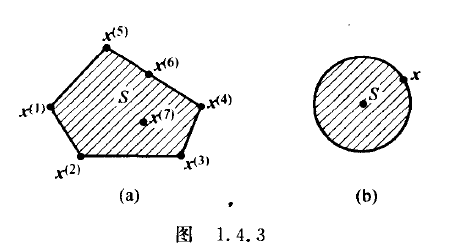 x(5)
x(6)
x(1)
S
x(4)
x(7)
x(2)
x(3)
x
S
(a)
(b)
图 1.4.3